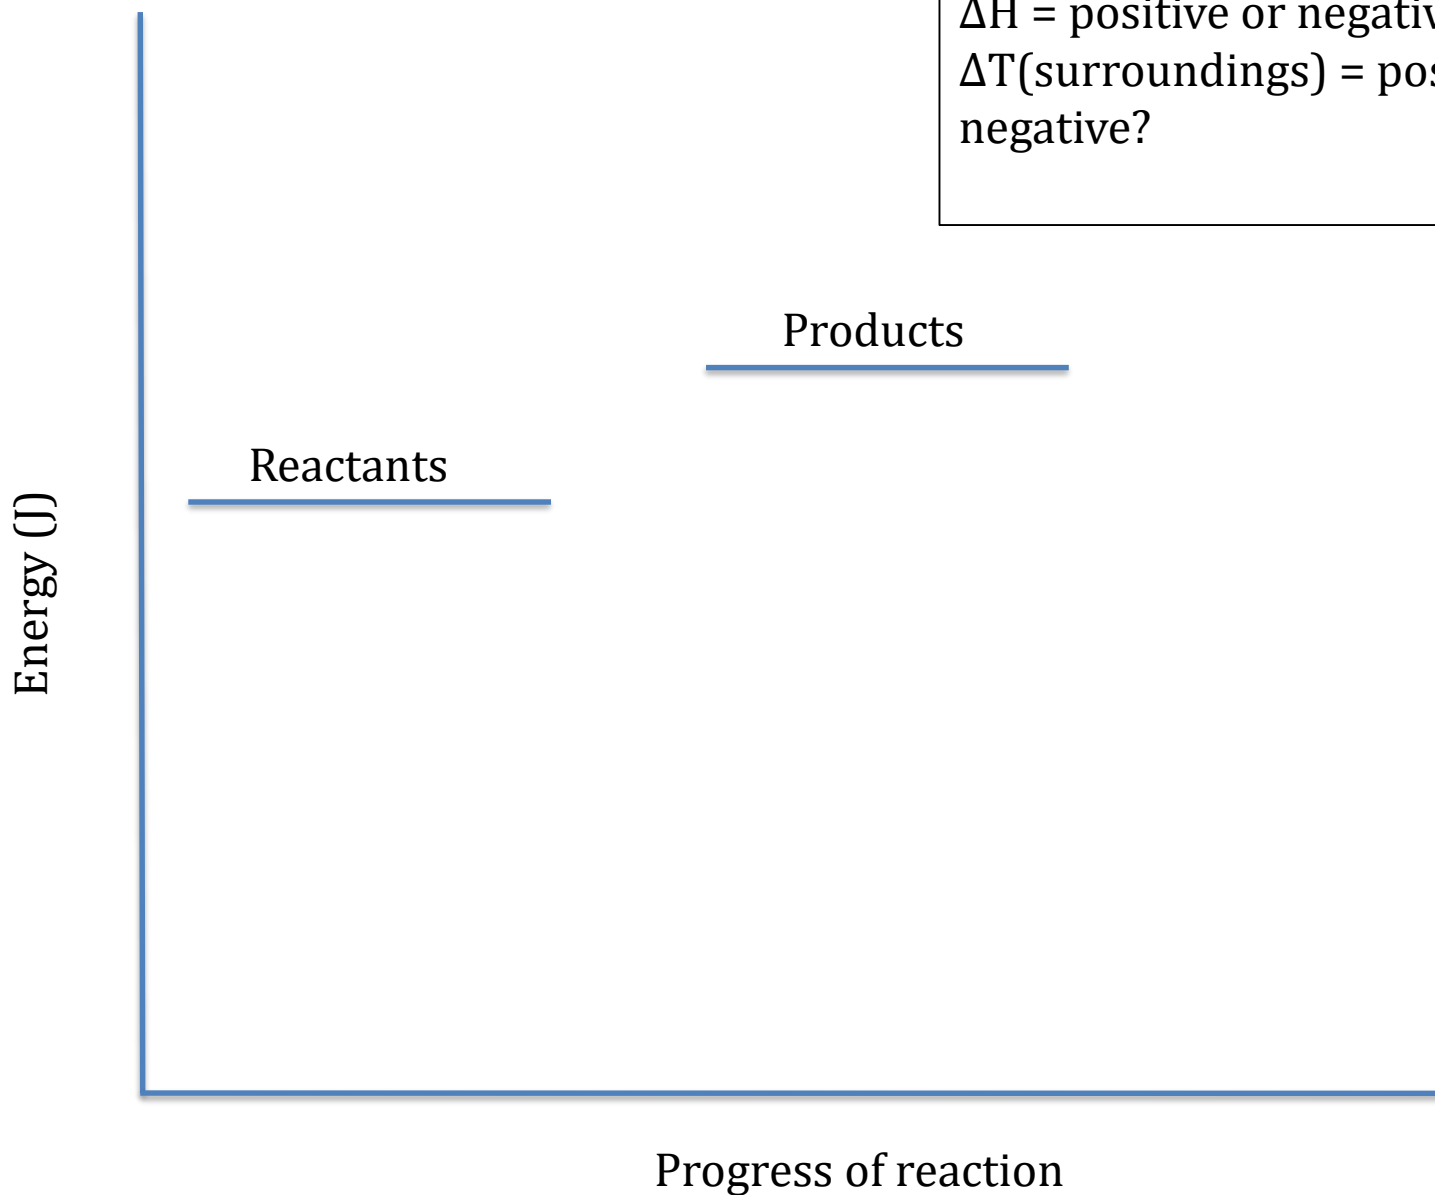 ΔH = positive or
ΔT(surroundings) =
negative?
Products
Reactants
Energy (J)
Progress of reaction